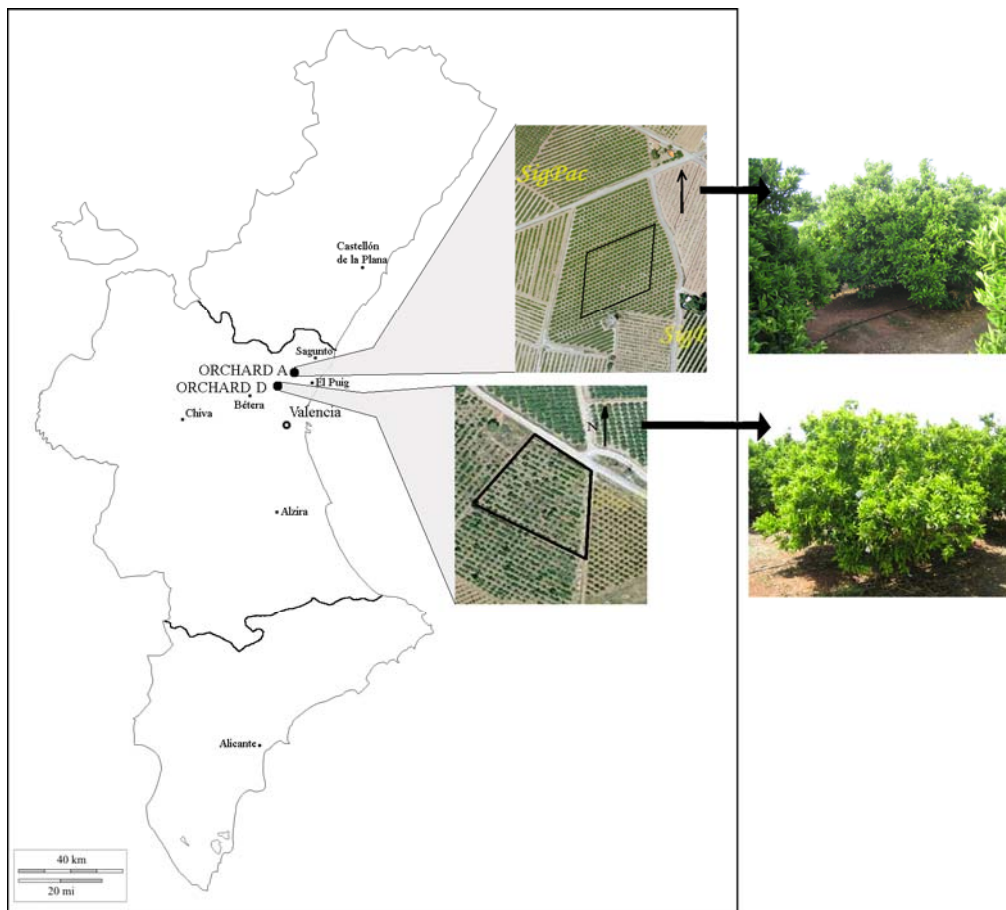 SigPac
Castellón
de la Plana
Sagunto
ORCHARD A
El Puig
ORCHARD D
Bétera
Chiva
Valencia
N
Alzira
Alicante
40 km
20 mi